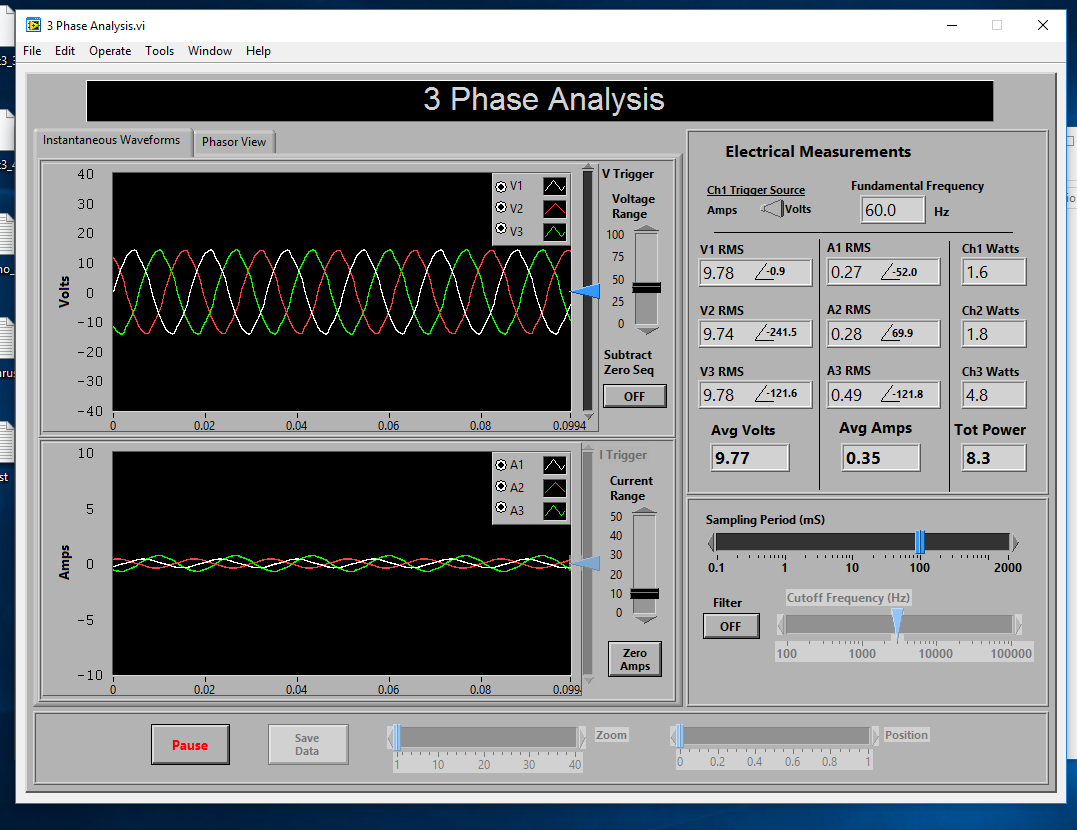 3 Phase Analysis.vi
File Edit Operate Tools Window Help
3 Phase Analysis
Instantaneous Waveforms
Phasor View
40
30
20
10
0
-10
-20
-30
-40
Volts
0 0.02 0.04 0.06 0.08 0.0994
V1
V2
V3
V Trigger
Voltage
Range
100
75
50
25
0
Subtract
Zero Seq
OFF
10
5
0
-5
-10
Amps
0 0.02 0.04 0.06 0.08 0.099
A1
A2
A3
I Trigger
Current
Range
50
40
30
20
10
0
Zero
Amps
Electrical Measurements
Ch1 Trigger Source
Amps Volts
Fundamental Frequency
60.0 Hz
V1 RMS A1 RMS Ch1 Watts
9.78 -0.9 0.27 -52.0 1.6
V2 RMS A2 RMS Ch2 Watts
9.74 -241.5 0.28 69.9 1.8
V3 RMS A3 RMS Ch3 Watts
9.78 -121.6 0.49 -121.8 4.8
Avg Volts Avg Amps Tot Power
9.77 0.35 8.3
Sampling Period (mS)
0.1 1 10 100 2000
Filter
OFF
Cutoff Frequency (Hz)
100 1000 10000 100000
Pause
Save
Data
Zoom
1 10 20 30 40
Position
0 0.2 0.4 0.6 0.8 1